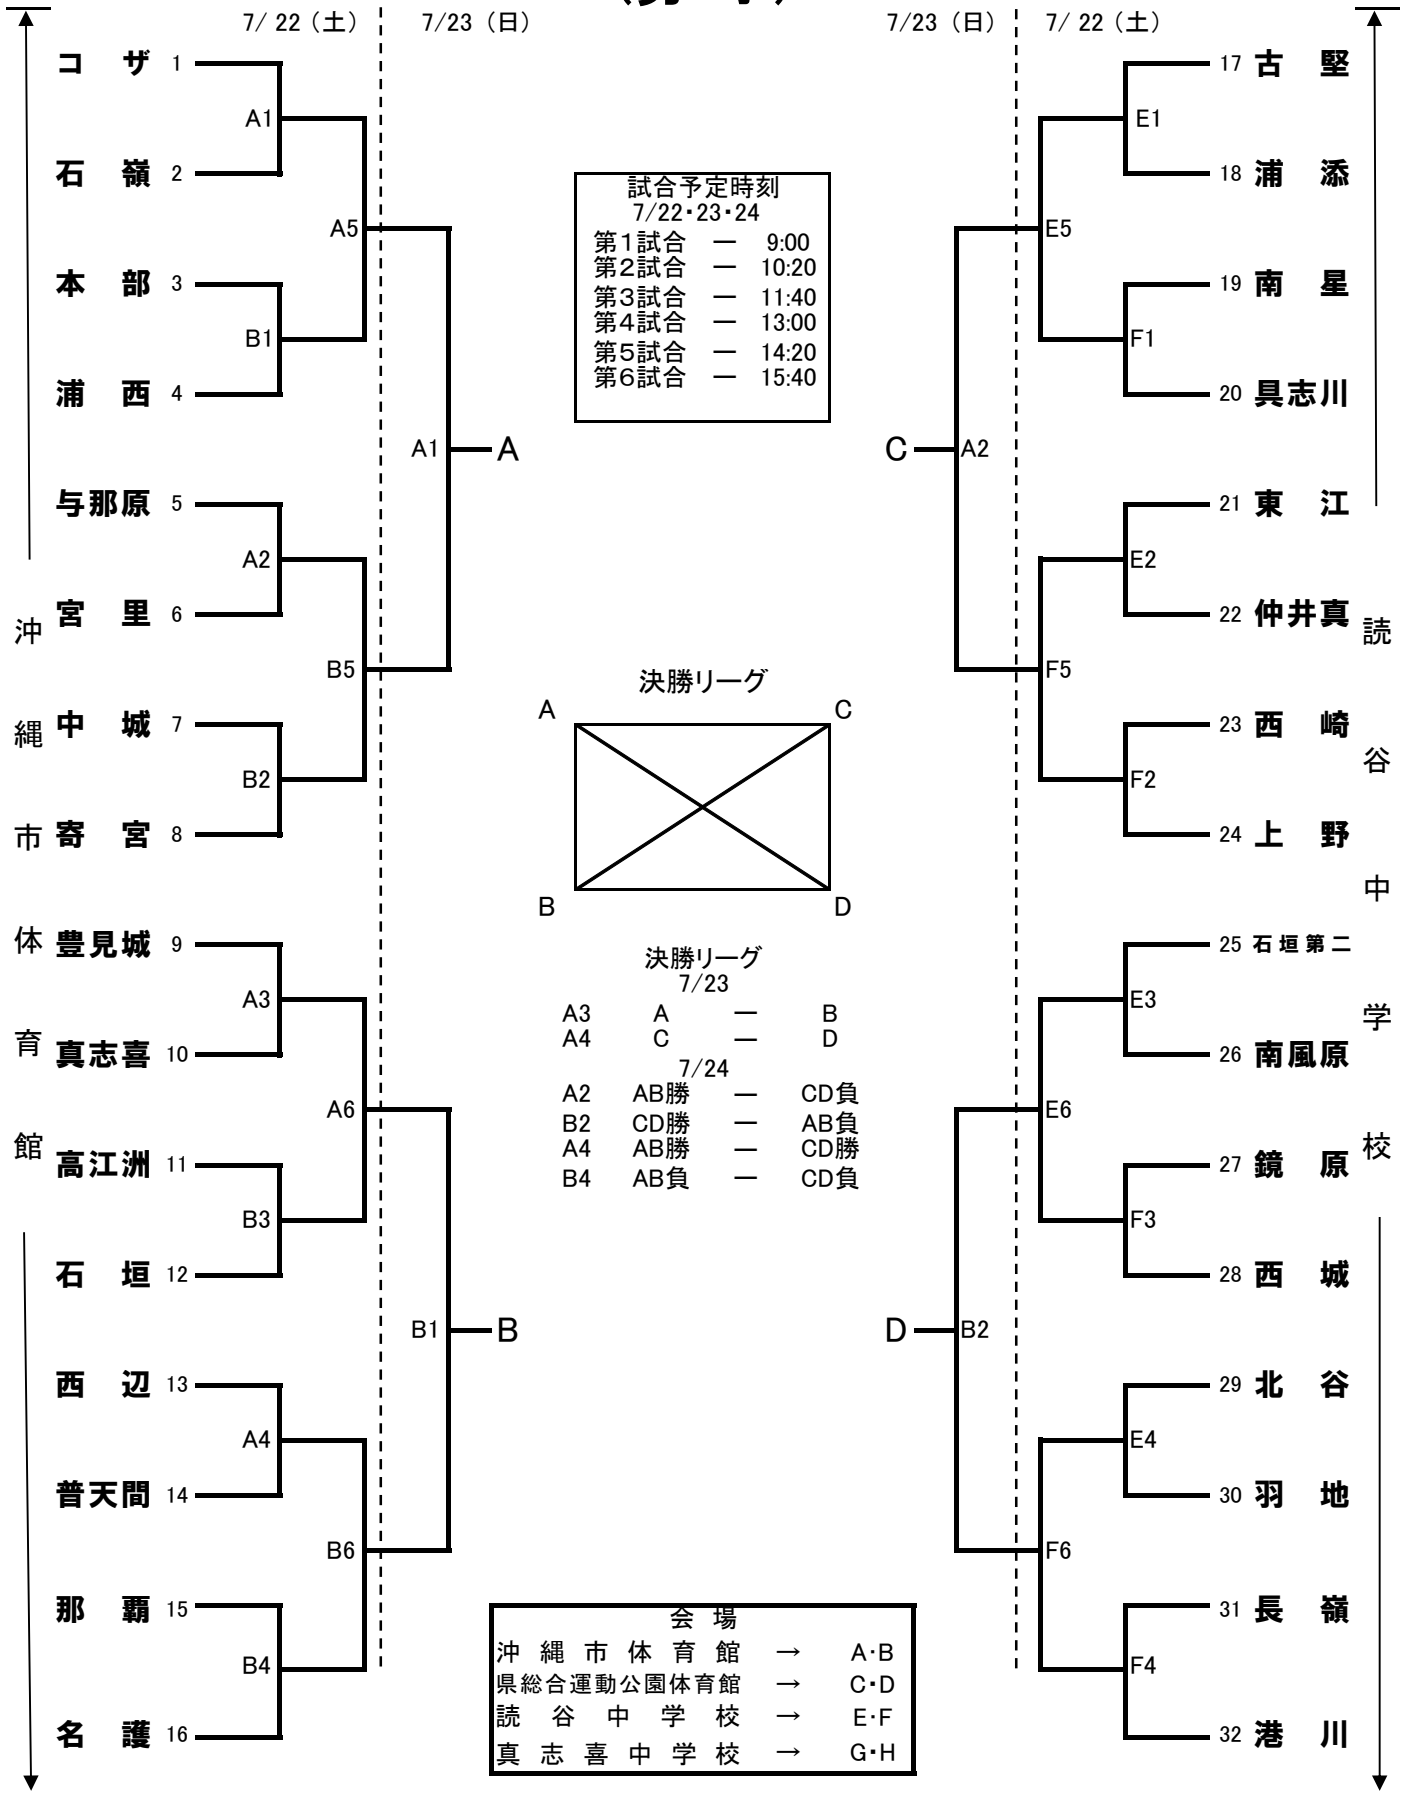 7/22（土） 7/23（日） 7/23（日） 7/22（土）
コザ 1
A1
石嶺 2
A5
本部 3
B1
浦西 4
A1 A
与那原 5
A2
宮里 6
B5
中城 7
B2
寄宮 8
豊見城 9
A3
真志喜 10
A6
高江洲 11
B3
石垣 12
B1 B
西辺 13
A4
普天間 14
B6
那覇 15
B4
名護 16
沖縄市体育館
試合予定時刻
7/22・23・24
第1試合 ー 9:00
第2試合 ー 10:20
第3試合 ー 11:40
第4試合 ー 13:00
第5試合 ー 14:20
第6試合 ー 15:40
決勝リーグ
A C
B D
決勝リーグ
7/23
A3 A ー B
A4 C ー D
7/24
A2 AB勝 ー CD負
B2 CD勝 ー AB負
A4 AB勝 ー CD勝
B4 AB負 ー CD負
会場
沖縄市体育館 → A・B
県総合運動公園体育館 → C・D
読谷中学校 → E・F
真志喜中学校 → G・H
17 古堅
E1
18 浦添
E5
19 南星
F1
20 具志川
C A2
21 東江
E2
22 仲井真
F5
23 西崎
F2
24 上野
25 石垣第二
E3
26 南風原
E6
27 鏡原
F3
28 西城
D B2
29 北谷
E4
30 羽地
F6
31 長嶺
F4
32 港川
読谷中学校